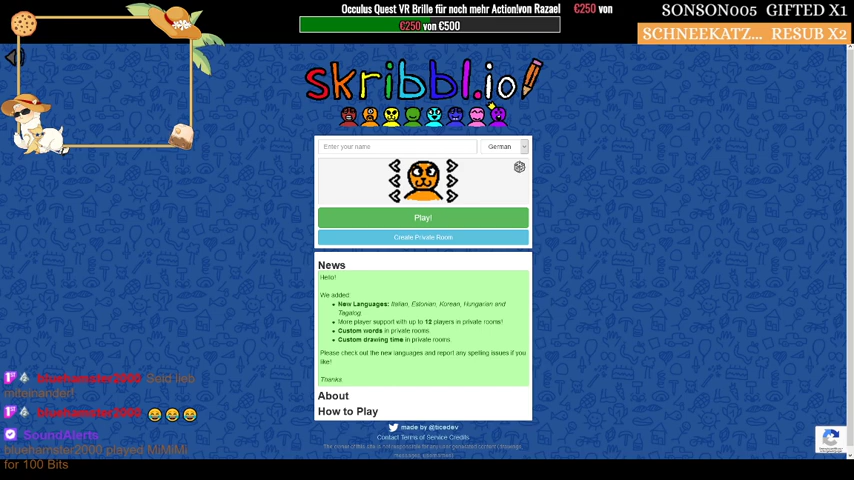 Occulus Quest VR Brille für noch mehr Action!von Razael €250 von
€250 von €500
SONSON005 GIFTED X1
SCHNEEKATZ... RESUB X2
skribbl.io
Enter your name
German
Play!
Create Private Room
News
Hello!
We added:
New Languages: Italian, Estonian, Korean, Hungarian and
Tagalog.
More player support with up to 12 players in private rooms!
Custom words in private rooms.
Custom drawing time in private rooms.
Please check out the new languages and report any spelling issues if you
like!
Thanks.
About
How to Play
made by @ticedev
Contact Terms of Service Credits
bluehamster2000 Seid lieb
miteinander!
bluehamster2000
SoundAlerts
bluehamster2000 played MiMiMi
for 100 Bits